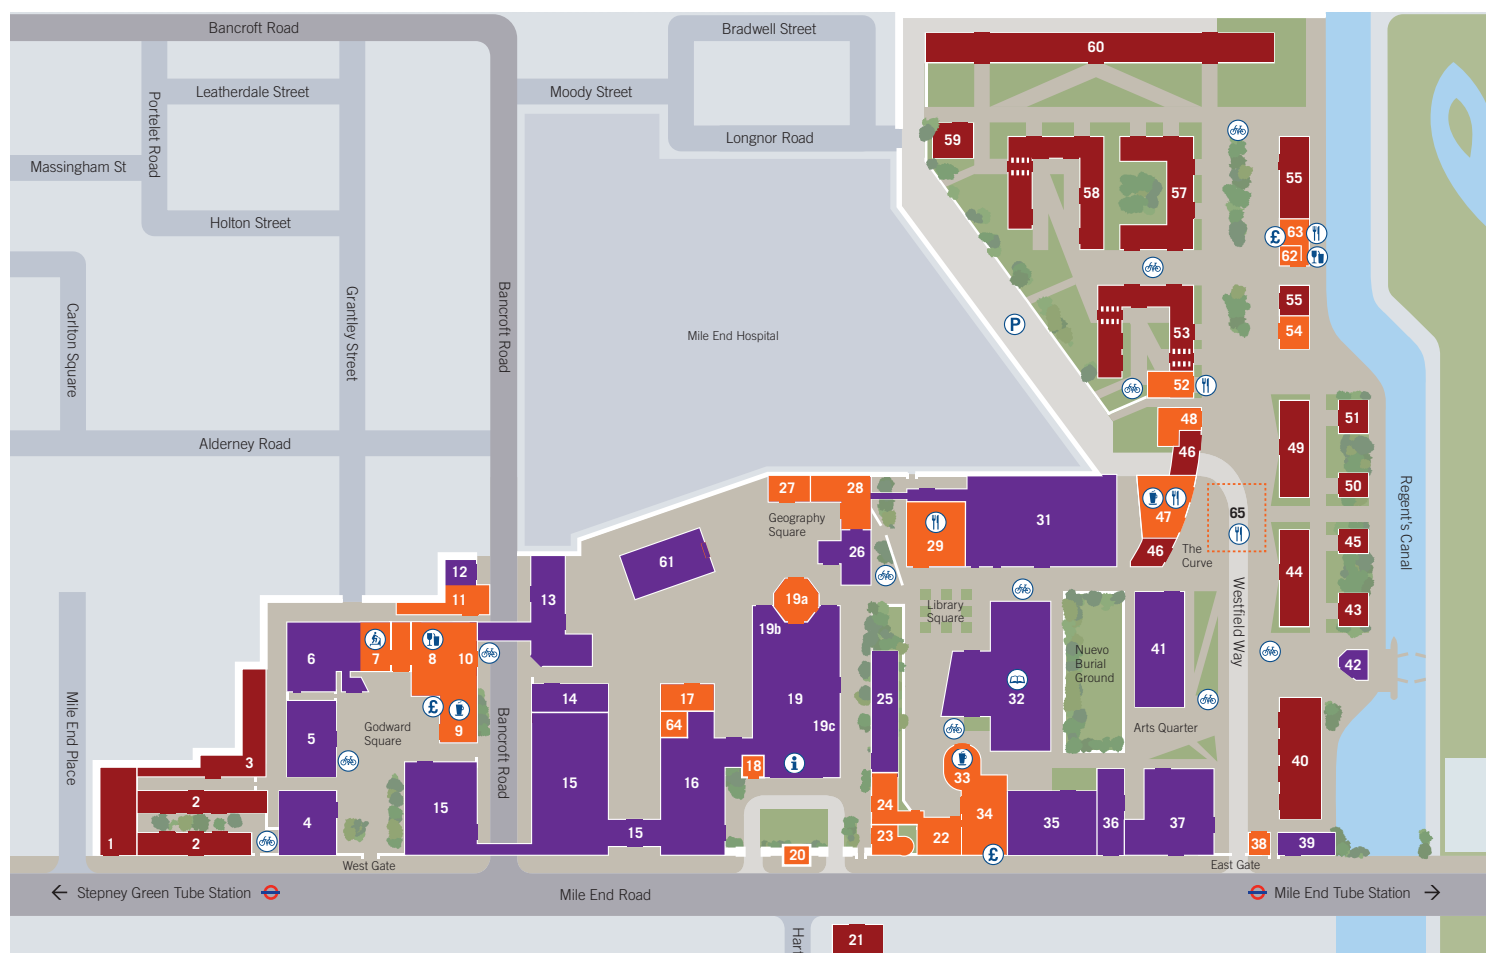 Bancroft Road
Bradwell Street
60
Leatherdale Street
Moody Street
Portelet Road
Longnor Road
59
Massingham St
55
58
57
Holton Street
£
63
62
Grantley Street
Bancroft Road
Carlton Square
55
P
Mile End Hospital
53
54
52
51
48
49
Alderney Road
46
50
27
28
Geography
Square
47
65
31
Regent's Canal
29
45
26
46
The
Curve
61
12
44
11
13
19a
Library
Square
43
19b
Westfield Way
6
7
8
10
41
Nuevo
Burial
Ground
42
14
17
19
25
32
£
Godward
Square
9
64
19c
Arts Quarter
Mile End Place
5
Bancroft Road
3
18
i
33
40
15
16
2
15
24
34
4
35
36
37
15
1
2
23
22
38
39
20
£
West Gate
East Gate
Stepney Green Tube Station
Mile End Road
Mile End Tube Station
21
Hart